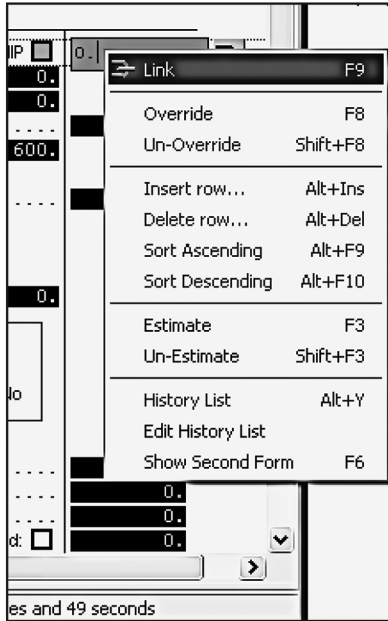 IP 0.
0.
0.
....
600.
....
Link F9
Override F8
Un-Override Shift+F8
Insert row... Alt+Ins
Delete row... Alt+Del
Sort Ascending Alt+F9
Sort Descending Alt+F10
0.
Estimate F3
Un-Estimate Shift+F3
No
History List Alt+Y
Edit History List
Show Second Form F6
....
.... 0.
.... 0.
d: 0.
es and 49 seconds